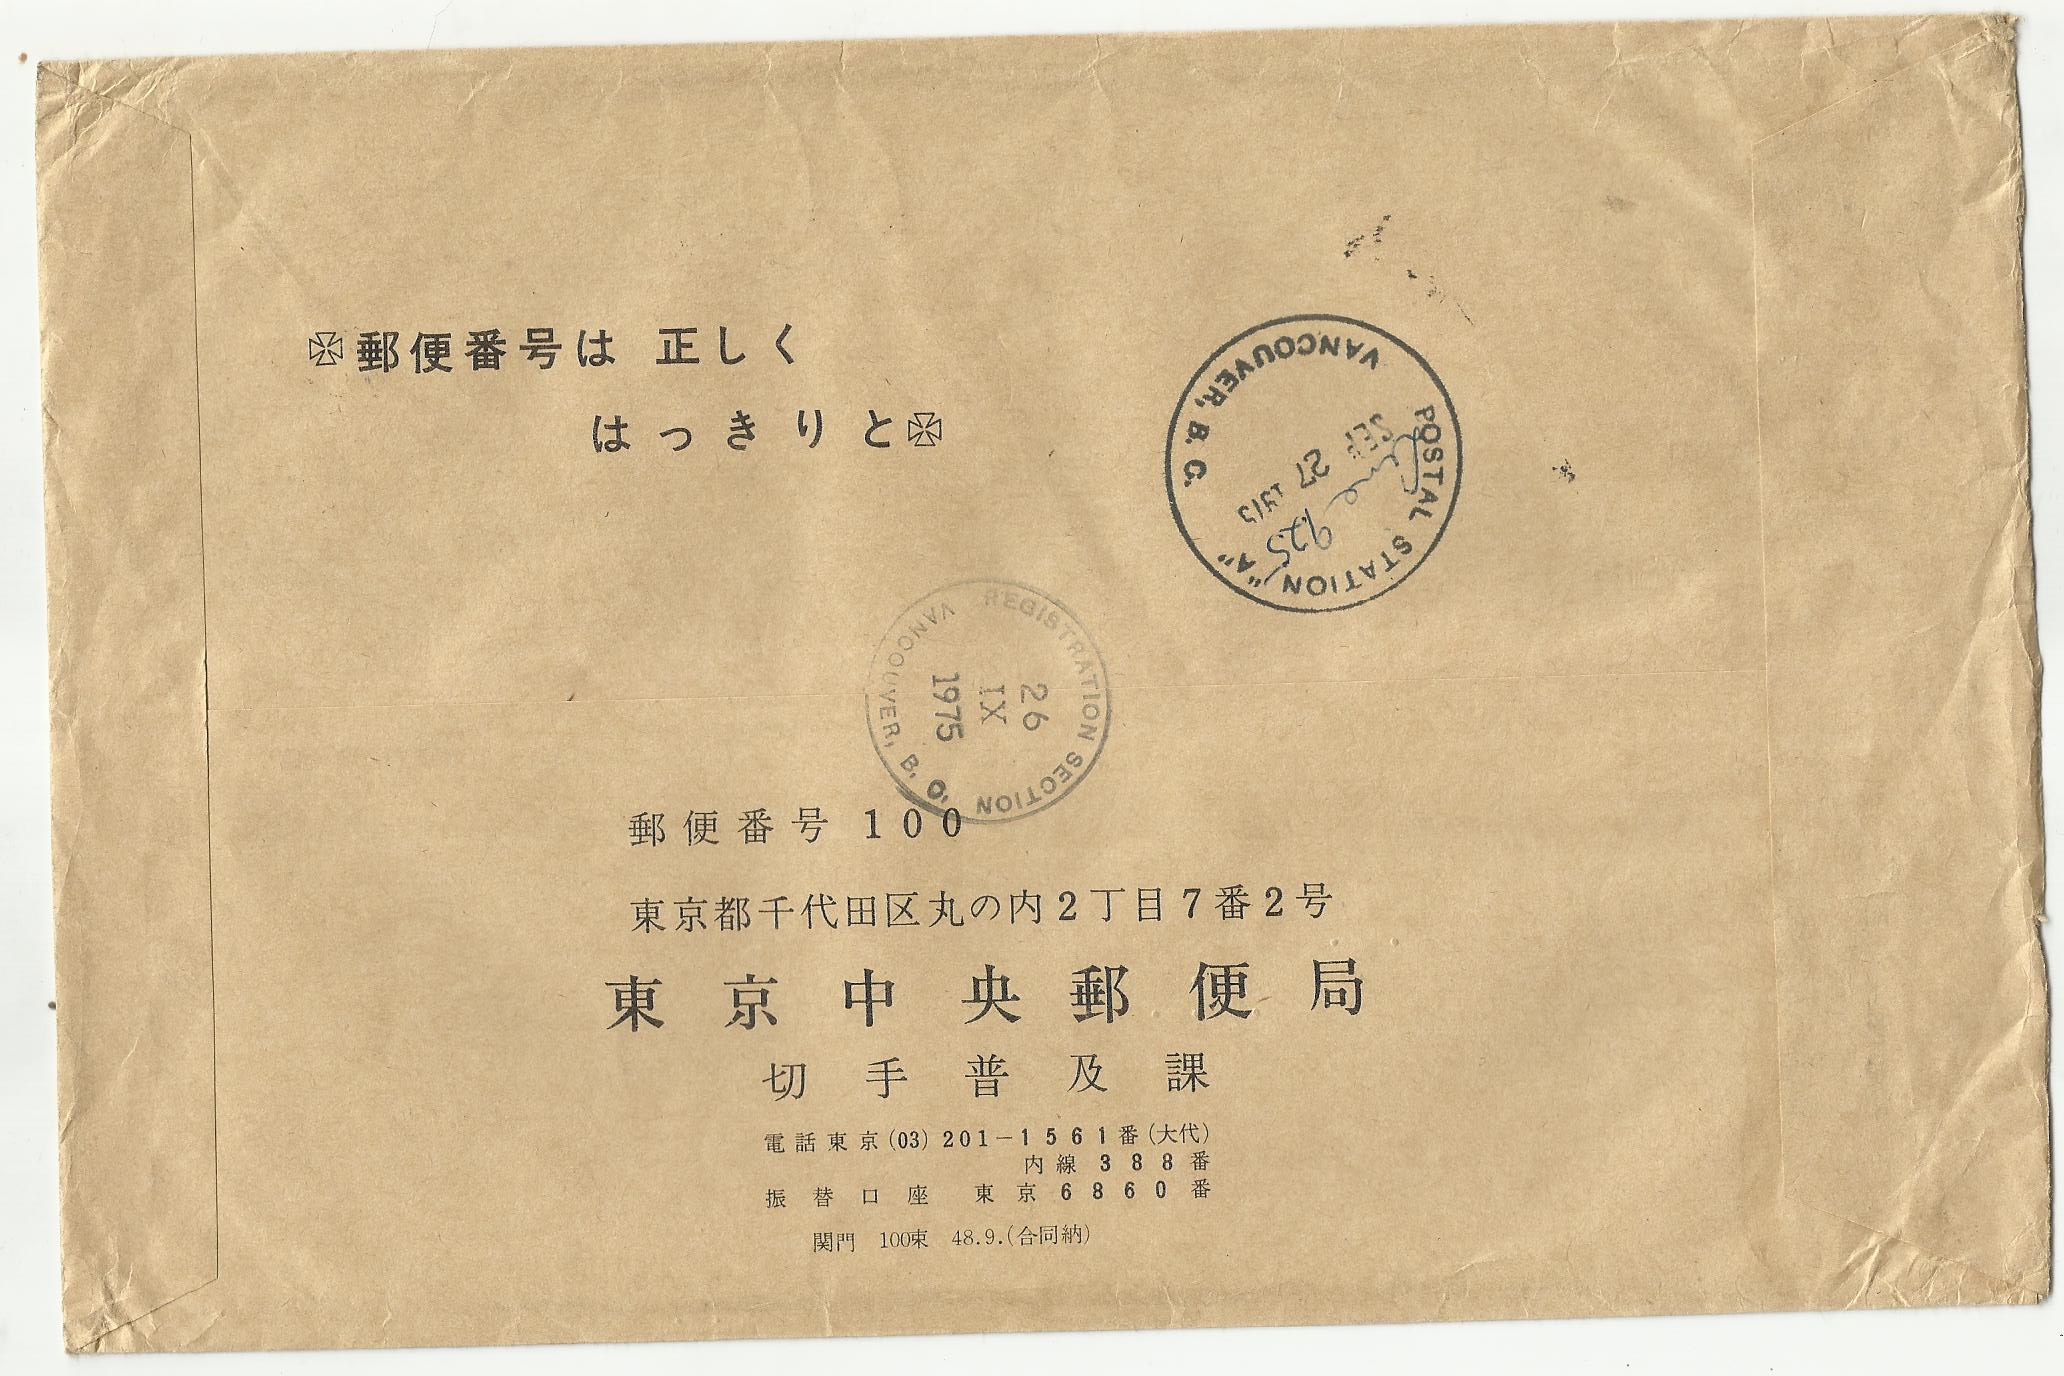 郵便番号は 正しく
はっきりと
POSTAL STATION "A"
VANCOUVER, B. C.
SEP 27 1975
925
REGISTRATION SECTION
VANCOUVER, B. C.
26
IX
1975
郵便番号 100
東京都千代田区丸の内2丁目7番2号
東京中央郵便局
切手普及課
電話東京(03)201-1561番(大代)
内線388番
振替口座 東京6860番
関門 100束 48.9.(合同納)